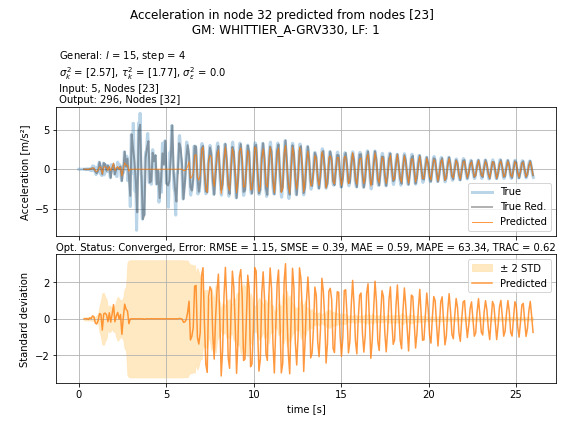 Acceleration in node 32 predicted from nodes [23]
GM: WHITTIER_A-GRV330, LF: 1
General: l = 15, step = 4
σ²ₖ = [2.57], τ²ₖ = [1.77], σ²ε = 0.0
Input: 5, Nodes [23]
Output: 296, Nodes [32]
Acceleration [m/s²]
5
0
−5
True
True Red.
Predicted
Opt. Status: Converged, Error: RMSE = 1.15, SMSE = 0.39, MAE = 0.59, MAPE = 63.34, TRAC = 0.62
Standard deviation
2
0
−2
± 2 STD
Predicted
0 5 10 15 20 25
time [s]